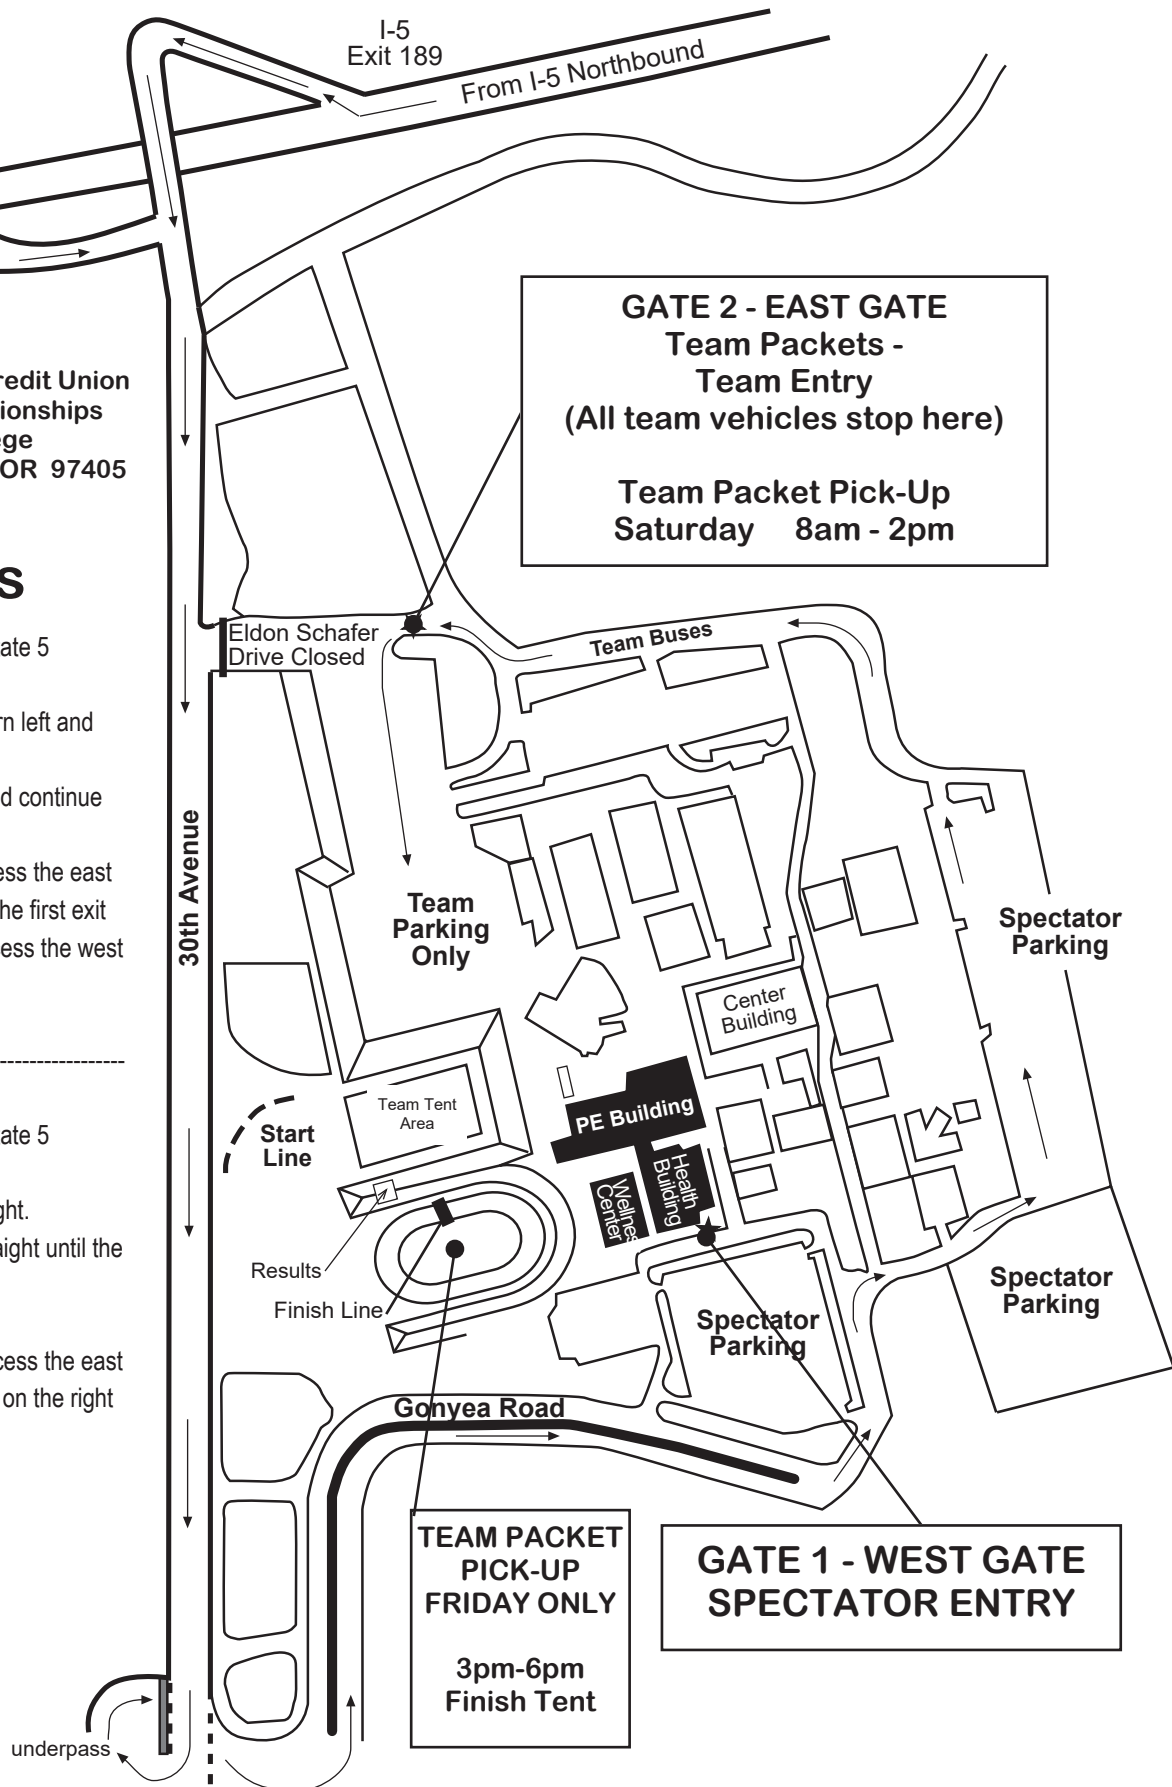 I-5
Exit 189
From I-5 Northbound
GATE 2 - EAST GATE
Team Packets -
Team Entry
(All team vehicles stop here)
Team Packet Pick-Up
Saturday 8am - 2pm
redit Union
ionships
ege
OR 97405
S
ate 5
rn left and
d continue
ess the east
he first exit
cess the west
-------------------
ate 5
ght.
aight until the
cess the east
on the right
Eldon Schafer
Drive Closed
Team Buses
30th Avenue
Team
Parking
Only
Spectator
Parking
Center
Building
PE Building
Team Tent
Area
Start
Line
Health
Building
Wellnes
Center
Results
Finish Line
Spectator
Parking
Spectator
Parking
Gonyea Road
TEAM PACKET
PICK-UP
FRIDAY ONLY
3pm-6pm
Finish Tent
GATE 1 - WEST GATE
SPECTATOR ENTRY
underpass